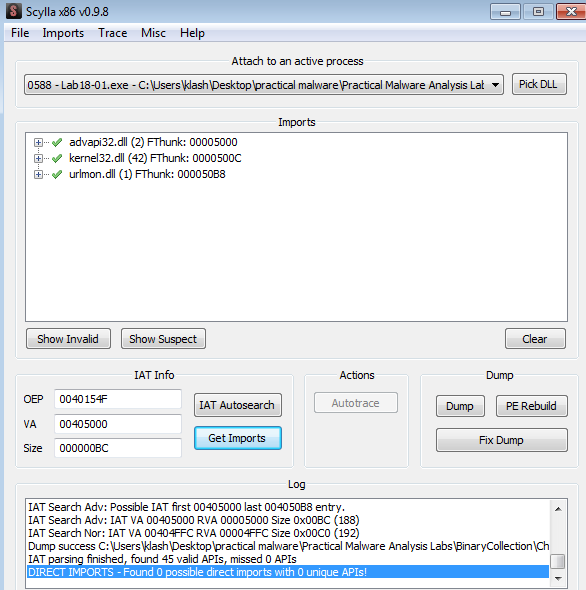 Scylla x86 v0.9.8
File Imports Trace Misc Help
Attach to an active process
0588 - Lab18-01.exe - C:\Users\klash\Desktop\practical malware\Practical Malware Analysis Lab
Pick DLL
Imports
advapi32.dll (2) FThunk: 00005000
kernel32.dll (42) FThunk: 0000500C
urlmon.dll (1) FThunk: 000050B8
Show Invalid Show Suspect Clear
IAT Info Actions Dump
OEP 0040154F IAT Autosearch Autotrace Dump PE Rebuild
VA 00405000
Size 000000BC Get Imports Fix Dump
Log
IAT Search Adv: Possible IAT first 00405000 last 004050B8 entry.
IAT Search Adv: IAT VA 00405000 RVA 00005000 Size 0x00BC (188)
IAT Search Nor: IAT VA 00404FFC RVA 00004FFC Size 0x00C0 (192)
Dump success C:\Users\klash\Desktop\practical malware\Practical Malware Analysis Labs\BinaryCollection\Ch
IAT parsing finished, found 45 valid APIs, missed 0 APIs
DIRECT IMPORTS - Found 0 possible direct imports with 0 unique APIs!